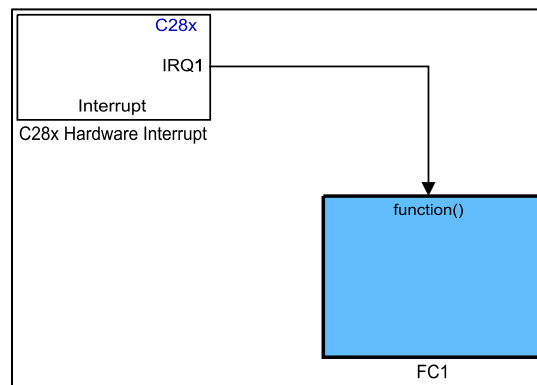 C28x
IRQ1
Interrupt
C28x Hardware Interrupt
function()
FC1